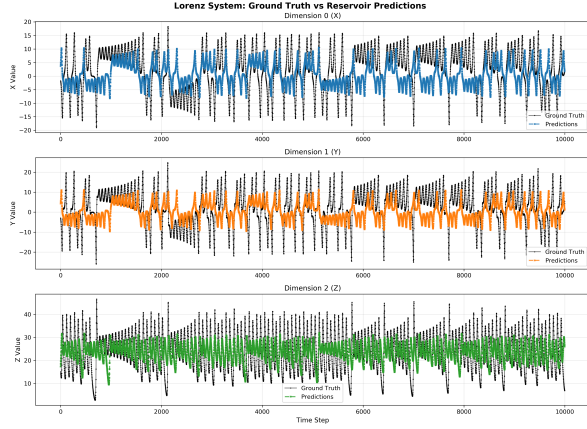 Lorenz System: Ground Truth vs Reservoir Predictions
Dimension 0 (X)
X Value
20
15
10
5
0
−5
−10
−15
−20
0
2000
4000
6000
8000
10000
Ground Truth
Predictions
Dimension 1 (Y)
Y Value
20
10
0
−10
−20
0
2000
4000
6000
8000
10000
Ground Truth
Predictions
Dimension 2 (Z)
Z Value
40
30
20
10
0
2000
4000
6000
8000
10000
Ground Truth
Predictions
Time Step